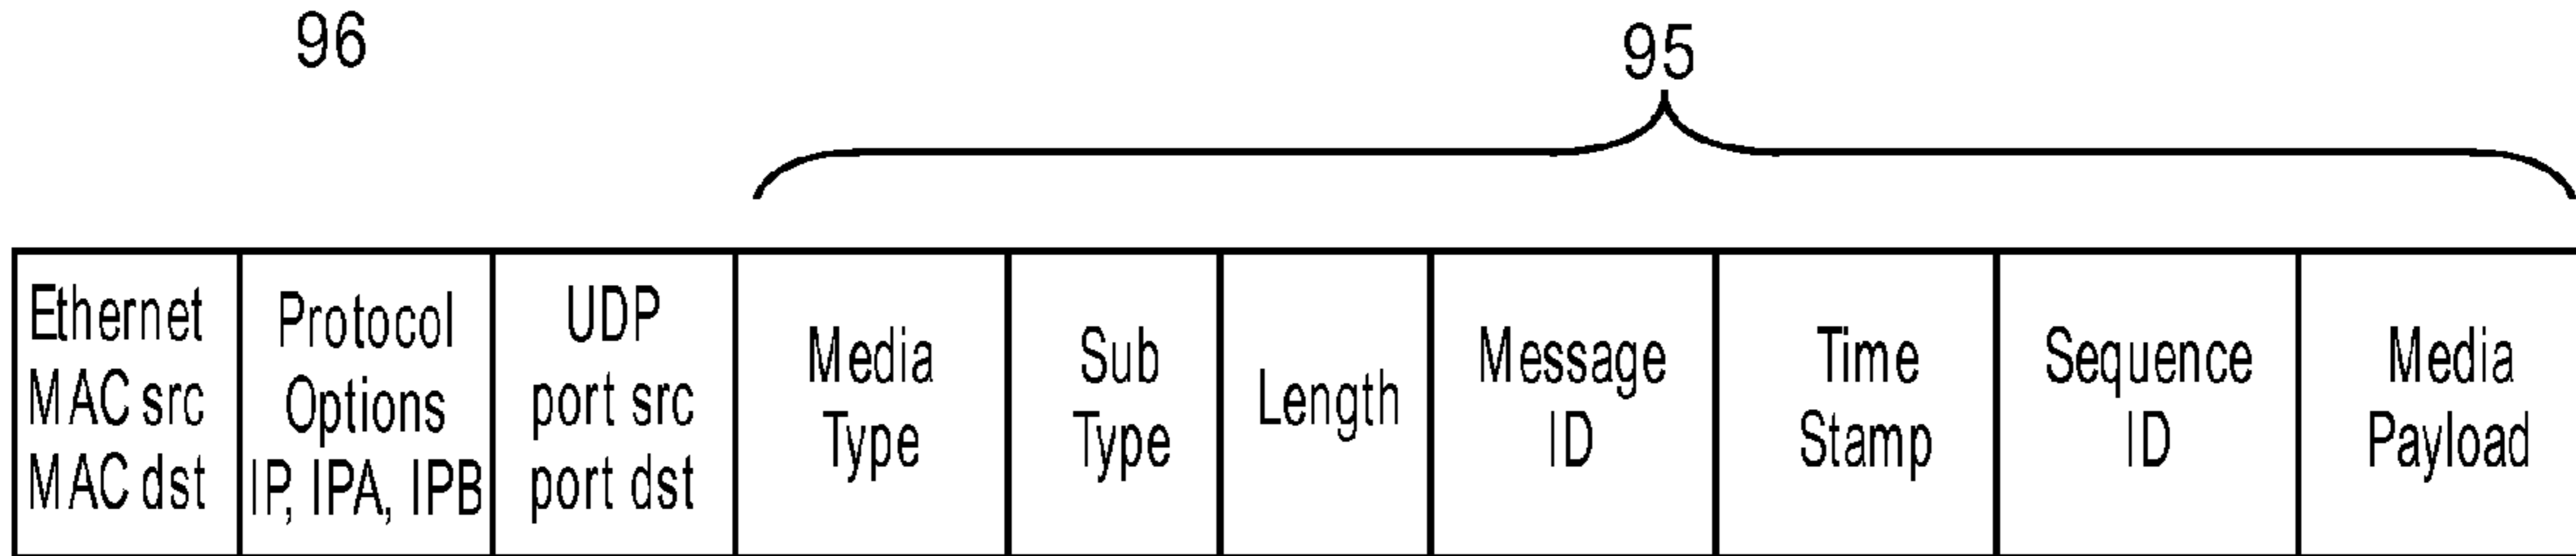 96
95
Ethernet
MAC src
MAC dst
Protocol
Options
IP, IPA, IPB
UDP
port src
port dst
Media
Type
Sub
Type
Length
Message
ID
Time
Stamp
Sequence
ID
Media
Payload